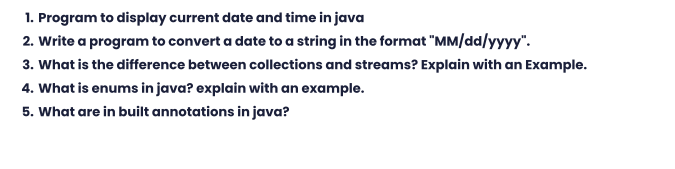 1. Program to display current date and time in java
2. Write a program to convert a date to a string in the format "MM/dd/yyyy".
3. What is the difference between collections and streams? Explain with an Example.
4. What is enums in java? explain with an example.
5. What are in built annotations in java?